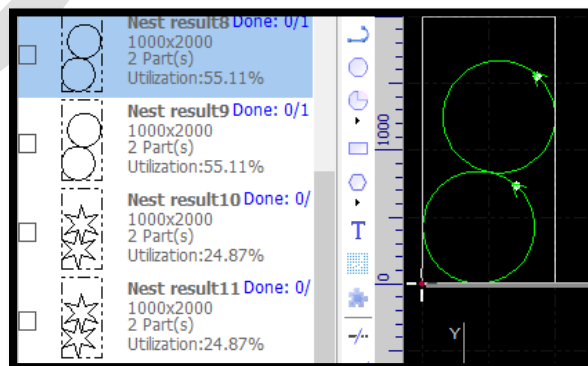 Nest result8 Done: 0/1
1000x2000
2 Part(s)
Utilization:55.11%
Nest result9 Done: 0/1
1000x2000
2 Part(s)
Utilization:55.11%
Nest result10 Done: 0/
1000x2000
2 Part(s)
Utilization:24.87%
Nest result11 Done: 0/
1000x2000
2 Part(s)
Utilization:24.87%
T
1000
0
Y